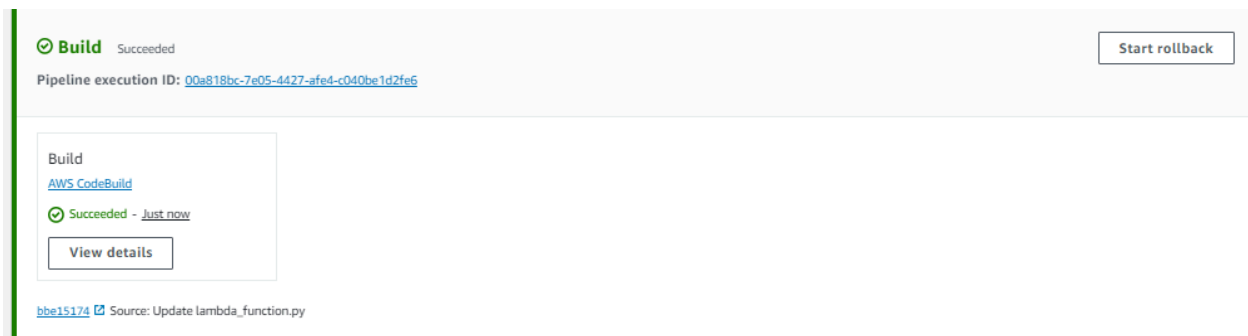 Build Succeeded
Start rollback
Pipeline execution ID: 00a818bc-7e05-4427-afe4-c040be1d2fe6
Build
AWS CodeBuild
Succeeded - Just now
View details
bbe15174 Source: Update lambda_function.py